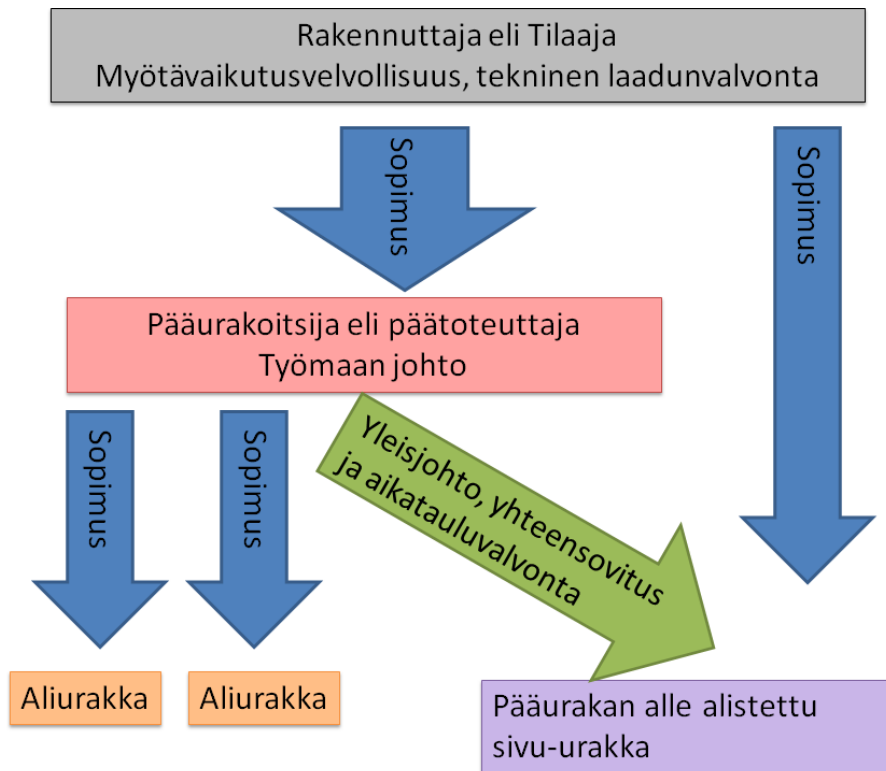 Rakennuttaja eli Tilaaja
Myötävaikutusvelvollisuus, tekninen laadunvalvonta
Sopimus
Sopimus
Pääurakoitsija eli päätoteuttaja
Työmaan johto
Sopimus
Sopimus
Yleisjohto, yhteensovitus
ja aikatauluvalvonta
Aliurakka
Aliurakka
Pääurakan alle alistettu
sivu-urakka